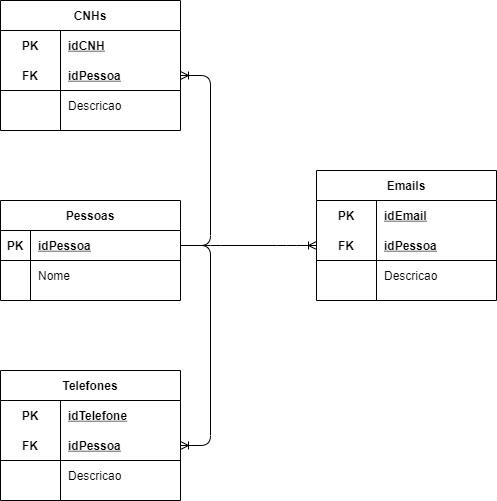 CNHs
PK idCNH
FK idPessoa
Descricao
Pessoas
PK idPessoa
Nome
Emails
PK idEmail
FK idPessoa
Descricao
Telefones
PK idTelefone
FK idPessoa
Descricao